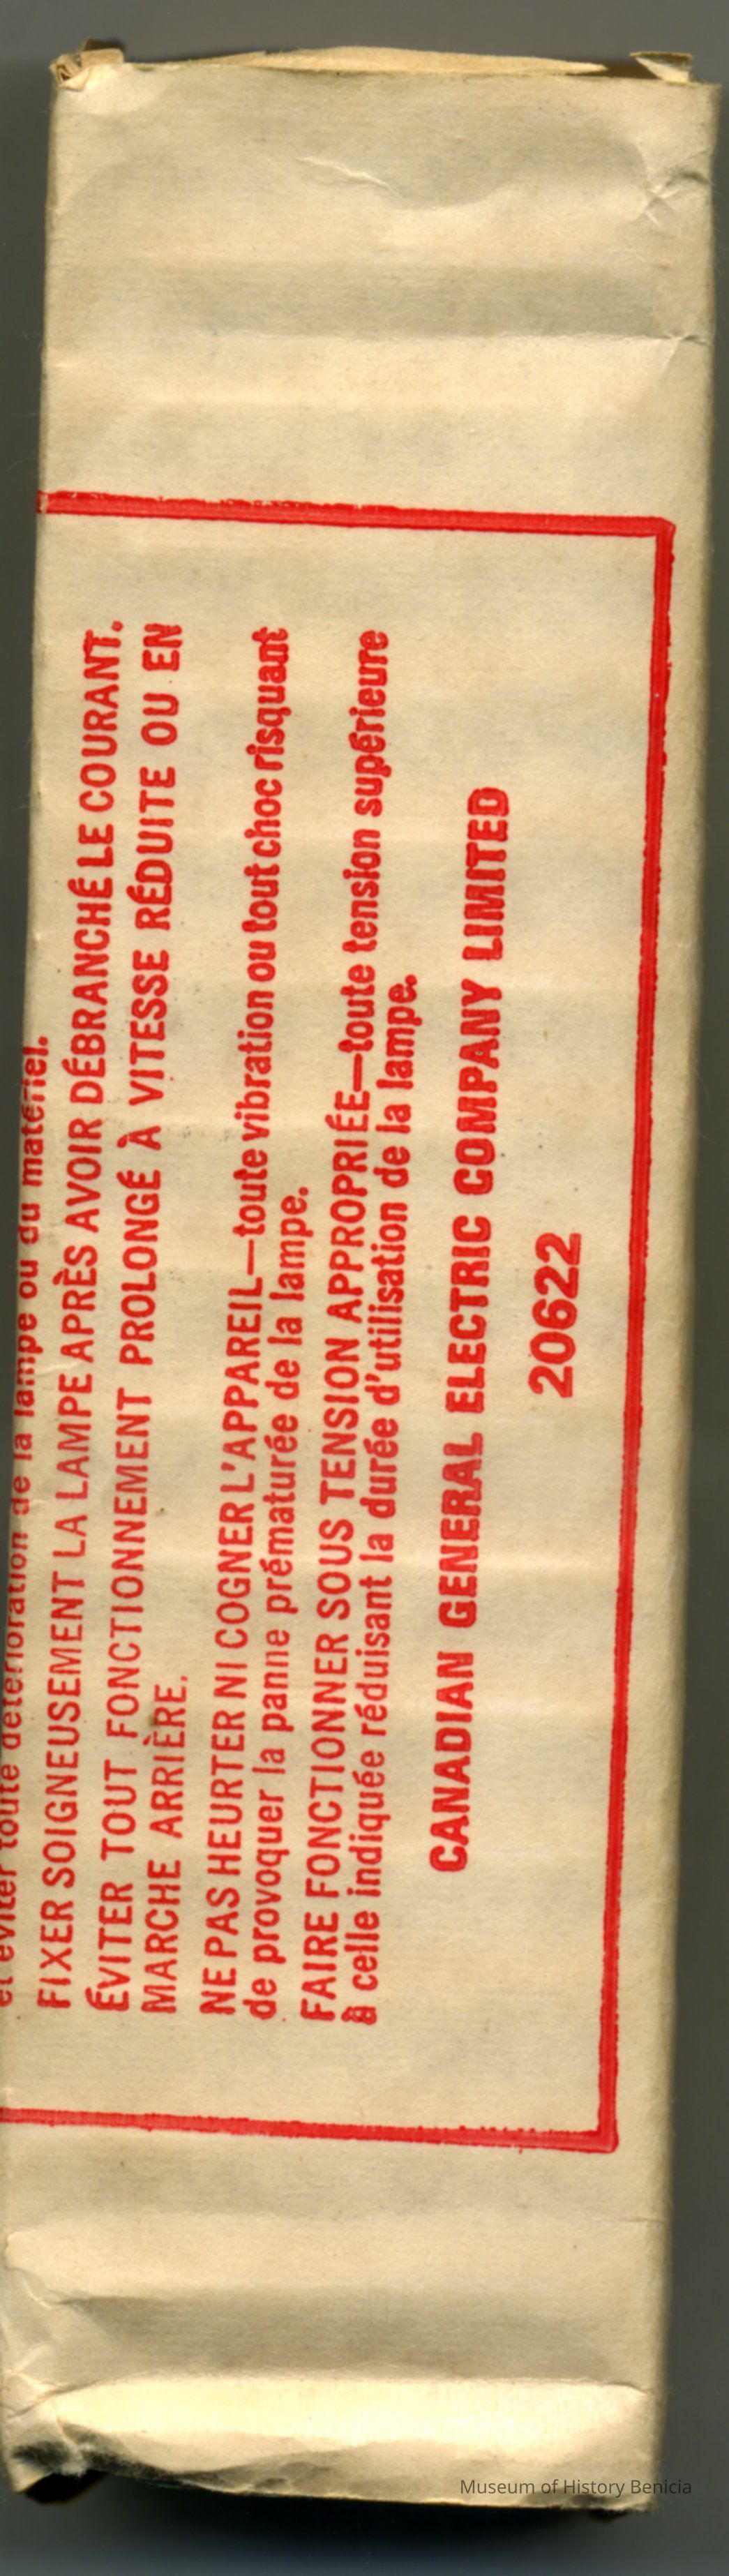 et éviter toute détérioration de la lampe ou du matériel.
FIXER SOIGNEUSEMENT LA LAMPE APRÈS AVOIR DÉBRANCHÉ LE COURANT.
ÉVITER TOUT FONCTIONNEMENT PROLONGÉ À VITESSE RÉDUITE OU EN
MARCHE ARRIÈRE.
NE PAS HEURTER NI COGNER L'APPAREIL—toute vibration ou tout choc risquant
de provoquer la panne prématurée de la lampe.
FAIRE FONCTIONNER SOUS TENSION APPROPRIÉE—toute tension supérieure
à celle indiquée réduisant la durée d'utilisation de la lampe.
CANADIAN GENERAL ELECTRIC COMPANY LIMITED
20622
Museum of History Benicia